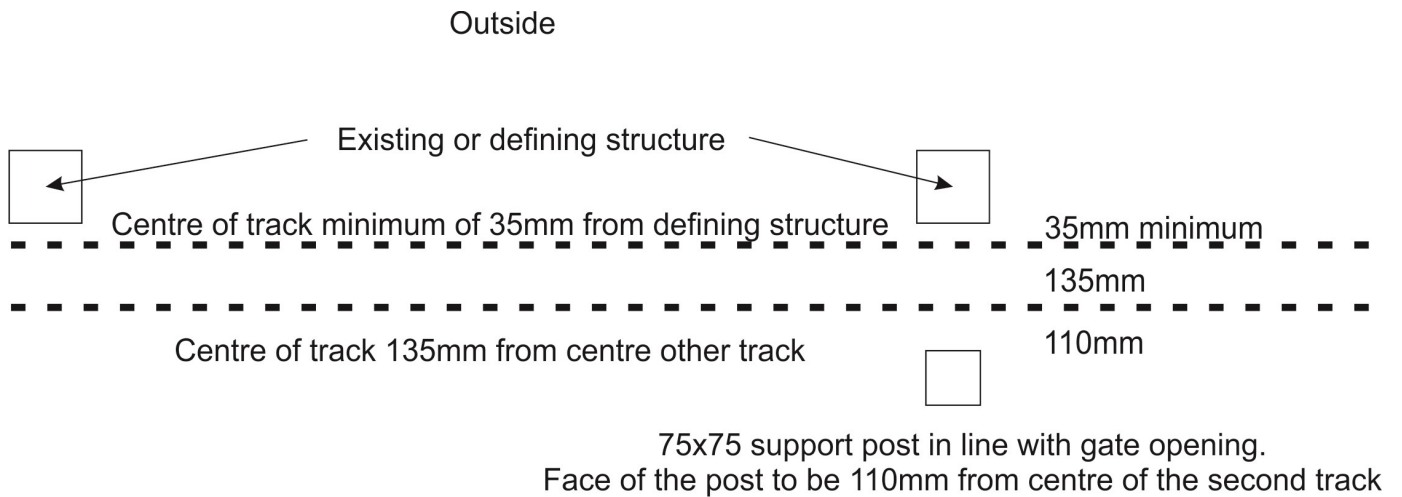 Outside
Existing or defining structure
Centre of track minimum of 35mm from defining structure
35mm minimum
135mm
Centre of track 135mm from centre other track
110mm
75x75 support post in line with gate opening.
Face of the post to be 110mm from centre of the second track